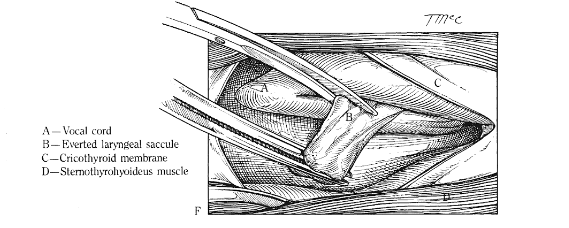 TMcC
A
B
C
A—Vocal cord
B—Everted laryngeal saccule
C—Cricothyroid membrane
D—Sternothyrohyoideus muscle
D
F